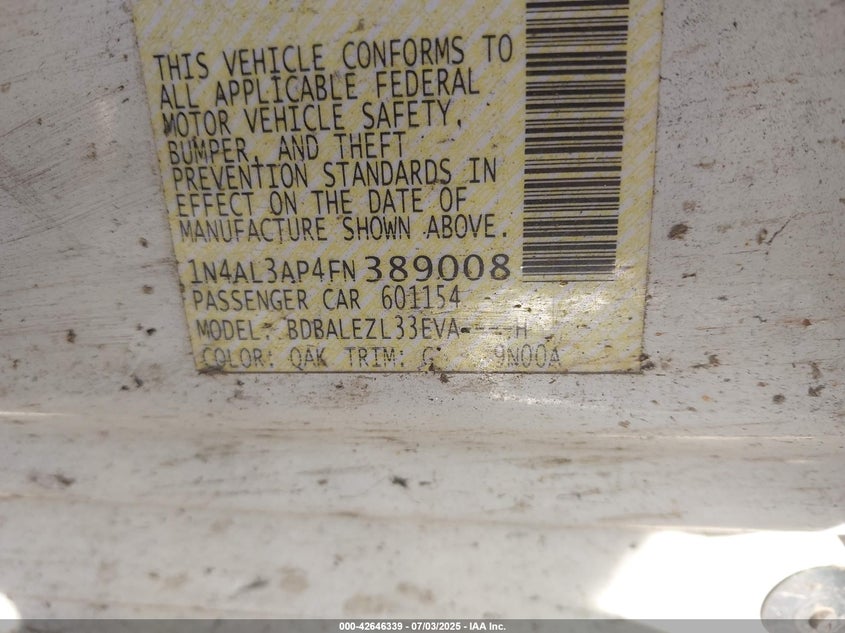 THIS VEHICLE CONFORMS TO
ALL APPLICABLE FEDERAL
MOTOR VEHICLE SAFETY,
BUMPER, AND THEFT
PREVENTION STANDARDS IN
EFFECT ON THE DATE OF
MANUFACTURE SHOWN ABOVE.
1N4AL3AP4FN389008
PASSENGER CAR 601154
MODEL: BDBALEZL33EVA----H
COLOR: QAK TRIM: G 9N00A
000-42646339 - 07/03/2025 - IAA Inc.